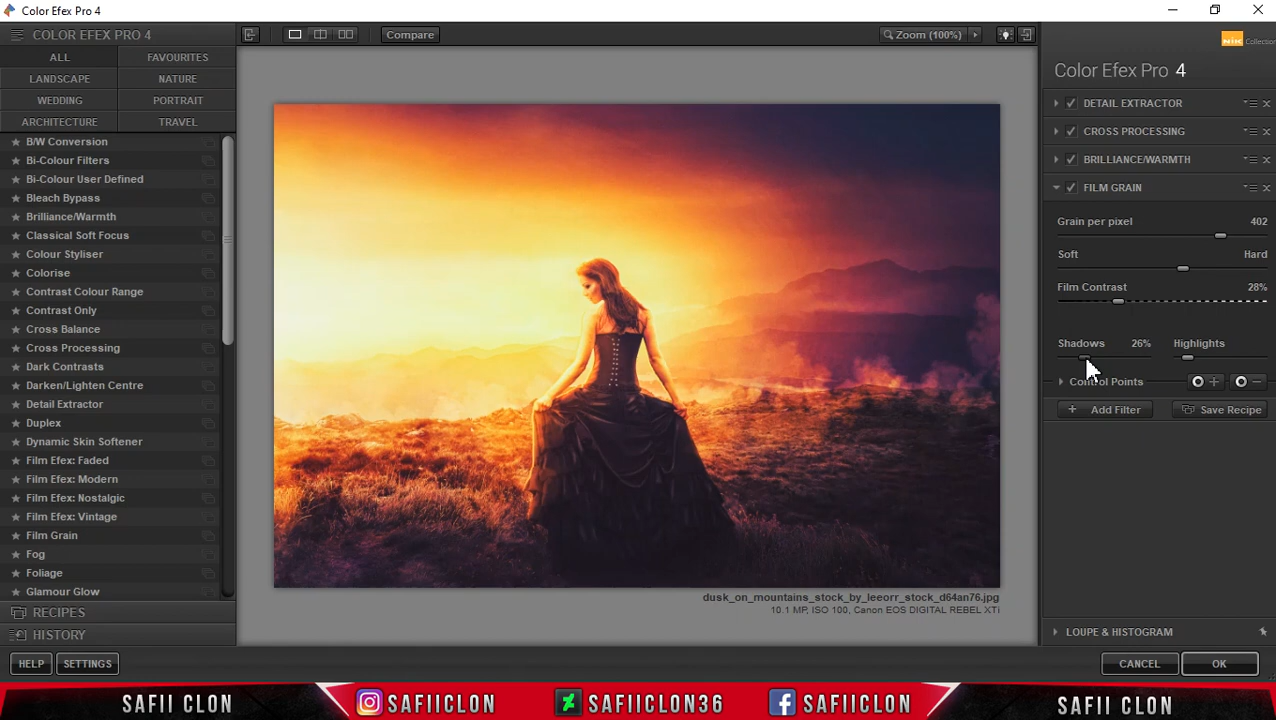 Color Efex Pro 4
COLOR EFEX PRO 4
ALL FAVOURITES
LANDSCAPE NATURE
WEDDING PORTRAIT
ARCHITECTURE TRAVEL
B/W Conversion
Bi-Colour Filters
Bi-Colour User Defined
Bleach Bypass
Brilliance/Warmth
Classical Soft Focus
Colour Styliser
Colorise
Contrast Colour Range
Contrast Only
Cross Balance
Cross Processing
Dark Contrasts
Darken/Lighten Centre
Detail Extractor
Duplex
Dynamic Skin Softener
Film Efex: Faded
Film Efex: Modern
Film Efex: Nostalgic
Film Efex: Vintage
Film Grain
Fog
Foliage
Glamour Glow
RECIPES
HISTORY
HELP SETTINGS
Compare
Zoom (100%)
dusk_on_mountains_stock_by_leeorr_stock_d64an76.jpg
10.1 MP, ISO 100, Canon EOS DIGITAL REBEL XTi
Nik Collection
Color Efex Pro 4
DETAIL EXTRACTOR
CROSS PROCESSING
BRILLIANCE/WARMTH
FILM GRAIN
Grain per pixel 402
Soft Hard
Film Contrast 28%
Shadows 26% Highlights
Control Points
+ Add Filter Save Recipe
LOUPE & HISTOGRAM
CANCEL OK
SAFII CLON SAFIICLON SAFIICLON36 SAFIICLON SAFII CLON